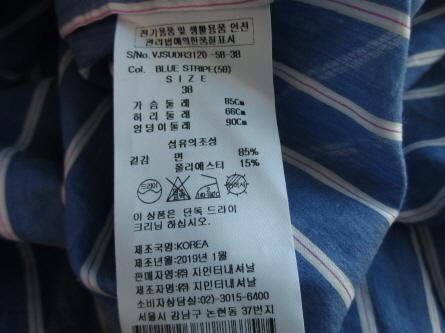 전기용품 및 생활용품 안전
관리법에의한품질표시
S/No.VJSUDR3120 -5B-38
Col. BLUE STRIPE(5B)
S I Z E
38
가 슴 둘 레 85Cm
허 리 둘 레 66Cm
엉덩이둘레 90Cm
섬유의조성
겉감 면 85%
폴리에스터 15%
드라이
이 상품은 단독 드라이
크리닝 하십시오.
제조국명:KOREA
제조년월:2019년 1월
판매자명:㈜ 지인터내셔날
제조자명:㈜ 지인터내셔날
소비자상담실:02-3015-6400
서울시 강남구 논현동 37번지